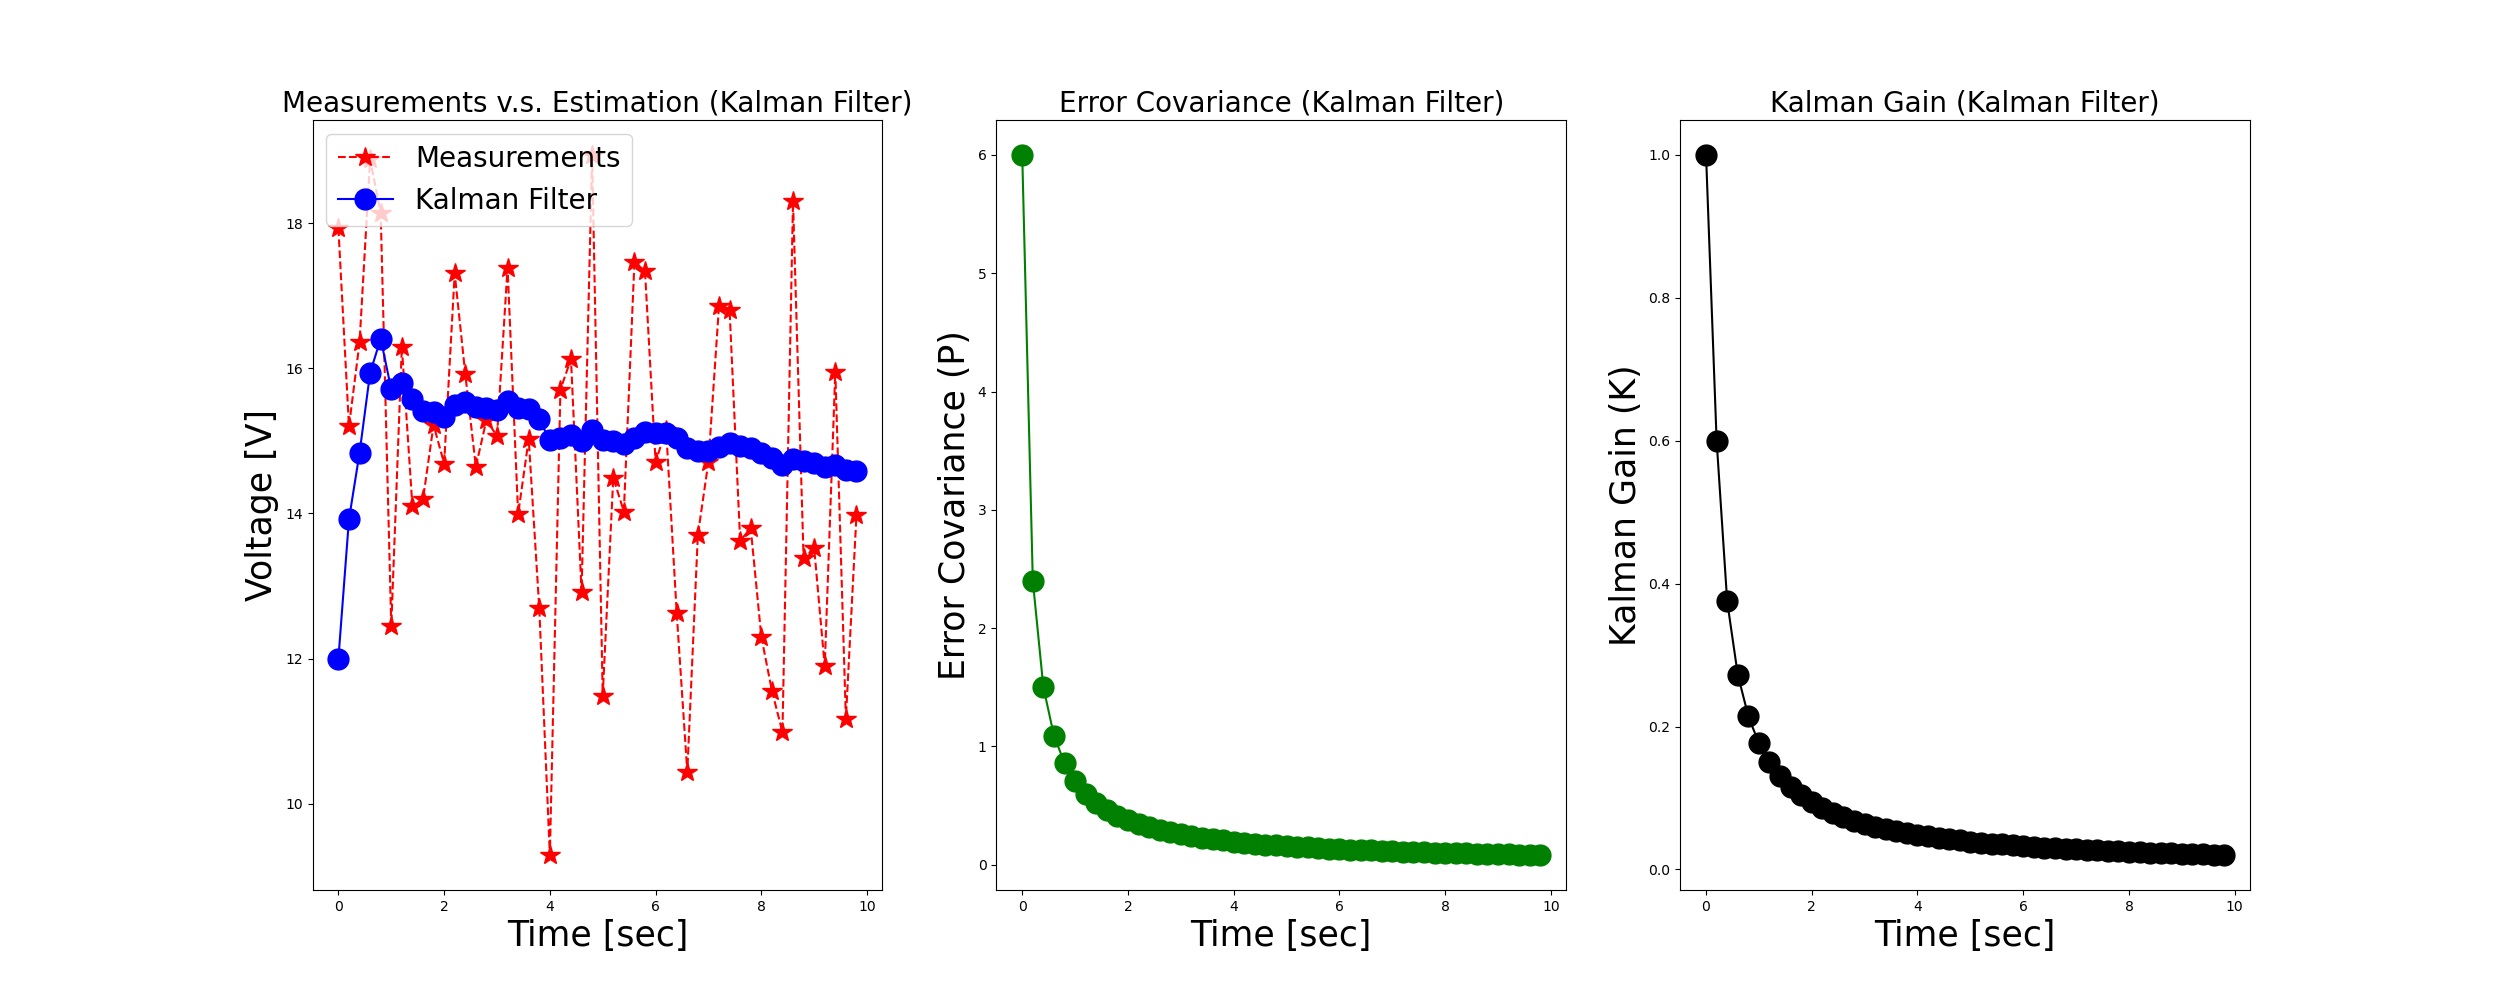 Measurements v.s. Estimation (Kalman Filter)
Measurements
Kalman Filter
Voltage [V]
18
16
14
12
10
0 2 4 6 8 10
Time [sec]
Error Covariance (Kalman Filter)
Error Covariance (P)
6
5
4
3
2
1
0
0 2 4 6 8 10
Time [sec]
Kalman Gain (Kalman Filter)
Kalman Gain (K)
1.0
0.8
0.6
0.4
0.2
0.0
0 2 4 6 8 10
Time [sec]